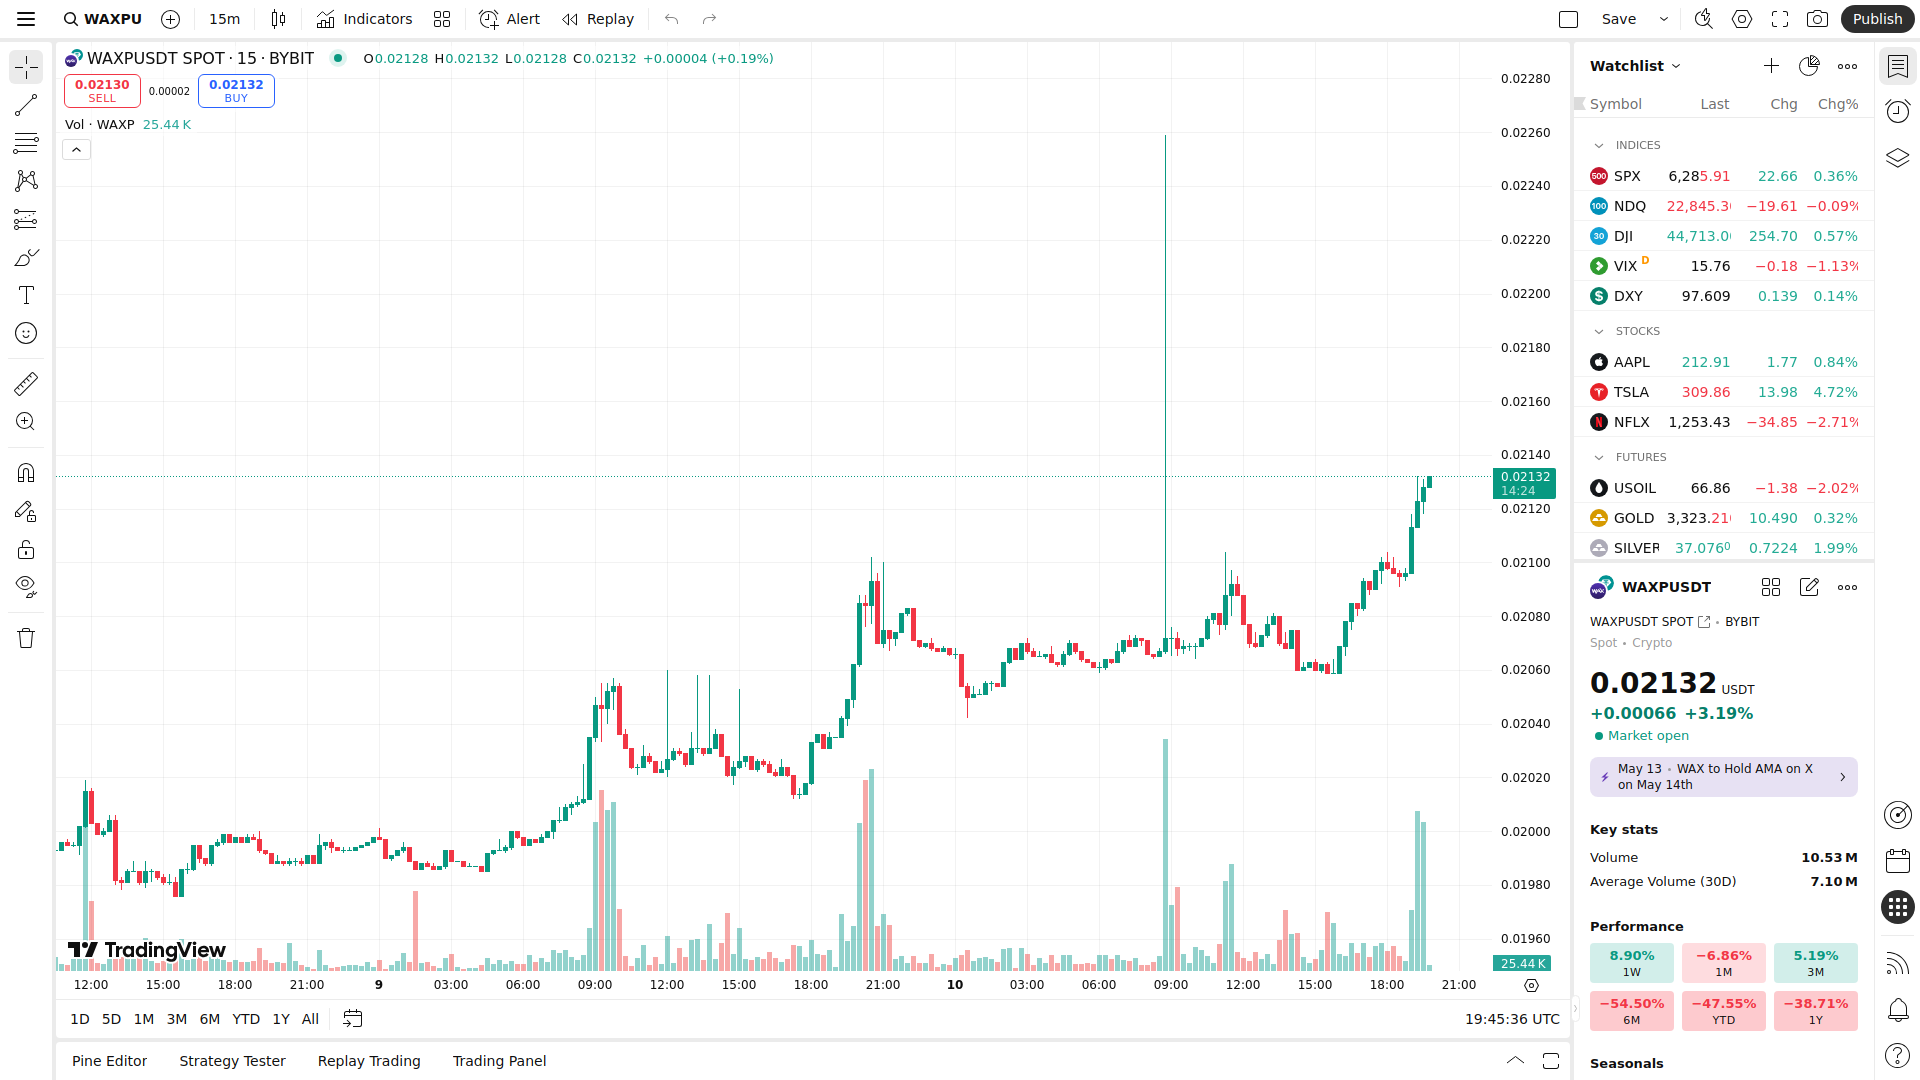 WAXPU
15m
Indicators
Alert
Replay
Save
Publish
WAXPUSDT SPOT · 15 · BYBIT
O0.02128 H0.02132 L0.02128 C0.02132 +0.00004 (+0.19%)
0.02130
SELL
0.00002
0.02132
BUY
Vol · WAXP 25.44 K
0.02280
0.02260
0.02240
0.02220
0.02200
0.02180
0.02160
0.02140
0.02132
14:24
0.02120
0.02100
0.02080
0.02060
0.02040
0.02020
0.02000
0.01980
0.01960
25.44 K
TradingView
12:00 15:00 18:00 21:00 9 03:00 06:00 09:00 12:00 15:00 18:00 21:00 10 03:00 06:00 09:00 12:00 15:00 18:00 21:00
1D 5D 1M 3M 6M YTD 1Y All
19:45:36 UTC
Pine Editor Strategy Tester Replay Trading Trading Panel
Watchlist
Symbol Last Chg Chg%
INDICES
SPX 6,285.91 22.66 0.36%
NDQ 22,845.3 −19.61 −0.09%
DJI 44,713.0 254.70 0.57%
VIX D 15.76 −0.18 −1.13%
DXY 97.609 0.139 0.14%
STOCKS
AAPL 212.91 1.77 0.84%
TSLA 309.86 13.98 4.72%
NFLX 1,253.43 −34.85 −2.71%
FUTURES
USOIL 66.86 −1.38 −2.02%
GOLD 3,323.21 10.490 0.32%
SILVER 37.0760 0.7224 1.99%
WAXPUSDT
WAXPUSDT SPOT • BYBIT
Spot • Crypto
0.02132 USDT
+0.00066 +3.19%
Market open
May 13 • WAX to Hold AMA on X
on May 14th
Key stats
Volume 10.53 M
Average Volume (30D) 7.10 M
Performance
8.90% −6.86% 5.19%
1W 1M 3M
−54.50% −47.55% −38.71%
6M YTD 1Y
Seasonals